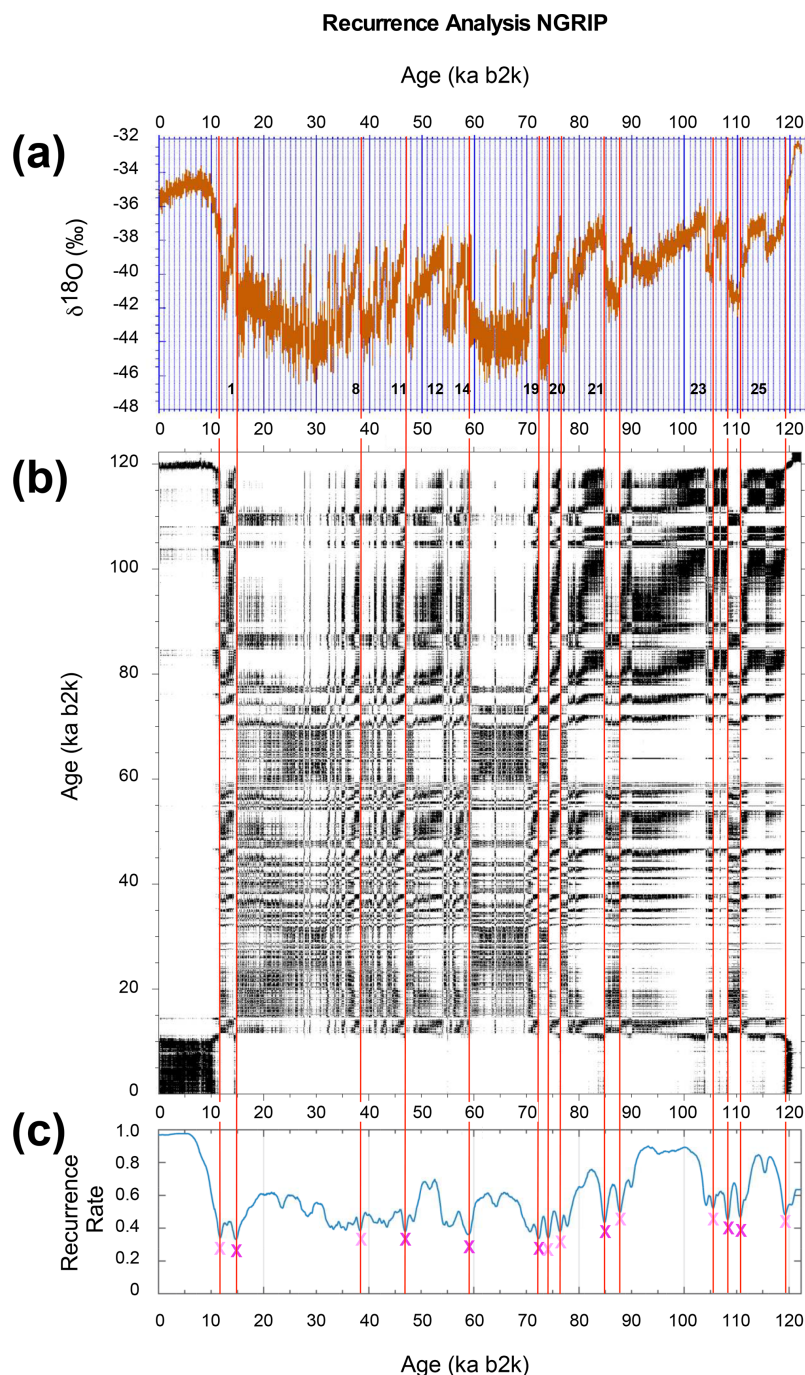 Recurrence Analysis NGRIP
Age (ka b2k)
0 10 20 30 40 50 60 70 80 90 100 110 120
(a)
-32
-34
-36
-38
-40
-42
-44
-46
-48
δ18O (‰)
1 8 11 12 14 19 20 21 23 25
0 10 20 30 40 50 60 70 80 90 100 110 120
(b)
120
100
80
60
40
20
0
Age (ka b2k)
0 10 20 30 40 50 60 70 80 90 100 110 120
(c)
1.0
0.8
0.6
0.4
0.2
0
Recurrence
Rate
X X X X X X X X X X X X X X
0 10 20 30 40 50 60 70 80 90 100 110 120
Age (ka b2k)